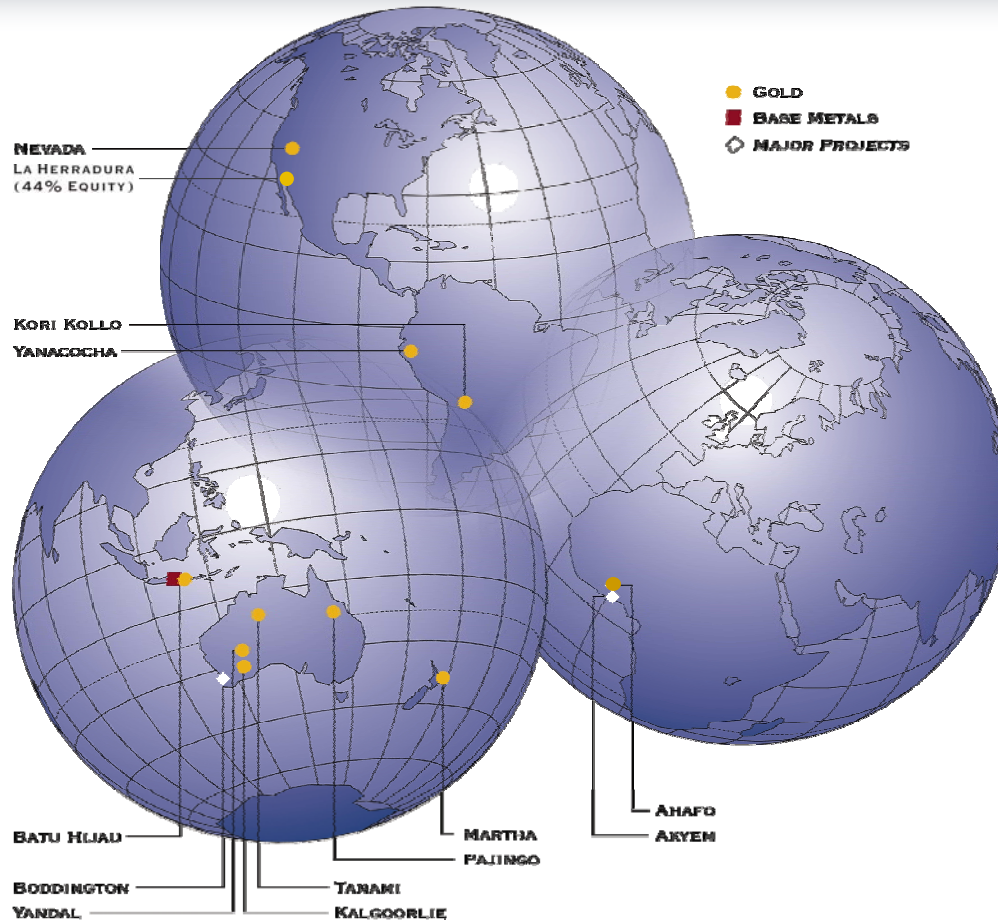 GOLD
BASE METALS
MAJOR PROJECTS
NEVADA
LA HERRADURA
(44% EQUITY)
KORI KOLLO
YANACOCHA
AHAFO
AKYEM
BATU HIJAU
MARTHA
PAJINGO
BODDINGTON
TANAMI
YANDAL
KALGOORLIE